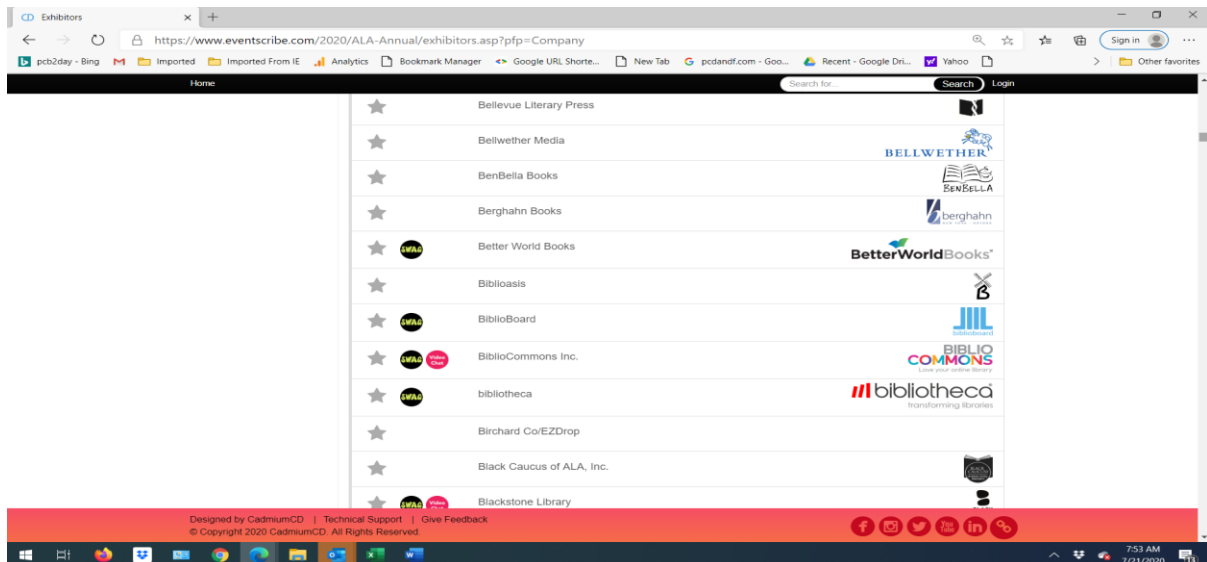 Exhibitors
https://www.eventscribe.com/2020/ALA-Annual/exhibitors.asp?pfp=Company
Sign in
pcb2day - Bing Imported Imported From IE Analytics Bookmark Manager Google URL Shorte... New Tab pcdandf.com - Goo... Recent - Google Dri... Yahoo Other favorites
Home Search for... Search Login
Bellevue Literary Press
Bellwether Media BELLWETHER
BenBella Books BENBELLA
Berghahn Books berghahn
SWAG Better World Books BetterWorldBooks
Biblioasis B
SWAG BiblioBoard biblioboard
SWAG Video Chat BiblioCommons Inc. BIBLIO COMMONS
Love your online library
SWAG bibliotheca bibliotheca
transforming libraries
Birchard Co/EZDrop
Black Caucus of ALA, Inc.
SWAG Video Blackstone Library
Designed by CadmiumCD | Technical Support | Give Feedback
© Copyright 2020 CadmiumCD. All Rights Reserved.
7:53 AM
7/21/2020